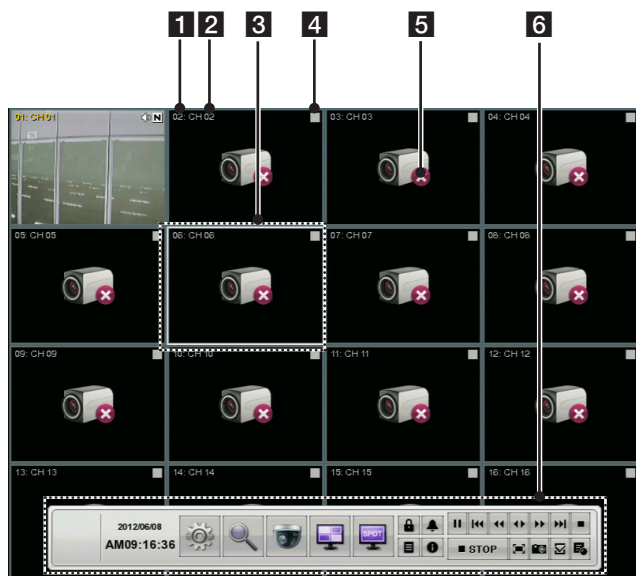 1 2 3 4 5 6
01: CH 01 N 02: CH 02 03: CH 03 04: CH 04
05: CH 05 06: CH 06 07: CH 07 08: CH 08
09: CH 09 10: CH 10 11: CH 11 12: CH 12
13: CH 13 14: CH 14 15: CH 15 16: CH 16
2012/06/08
AM09:16:36
SPOT
STOP